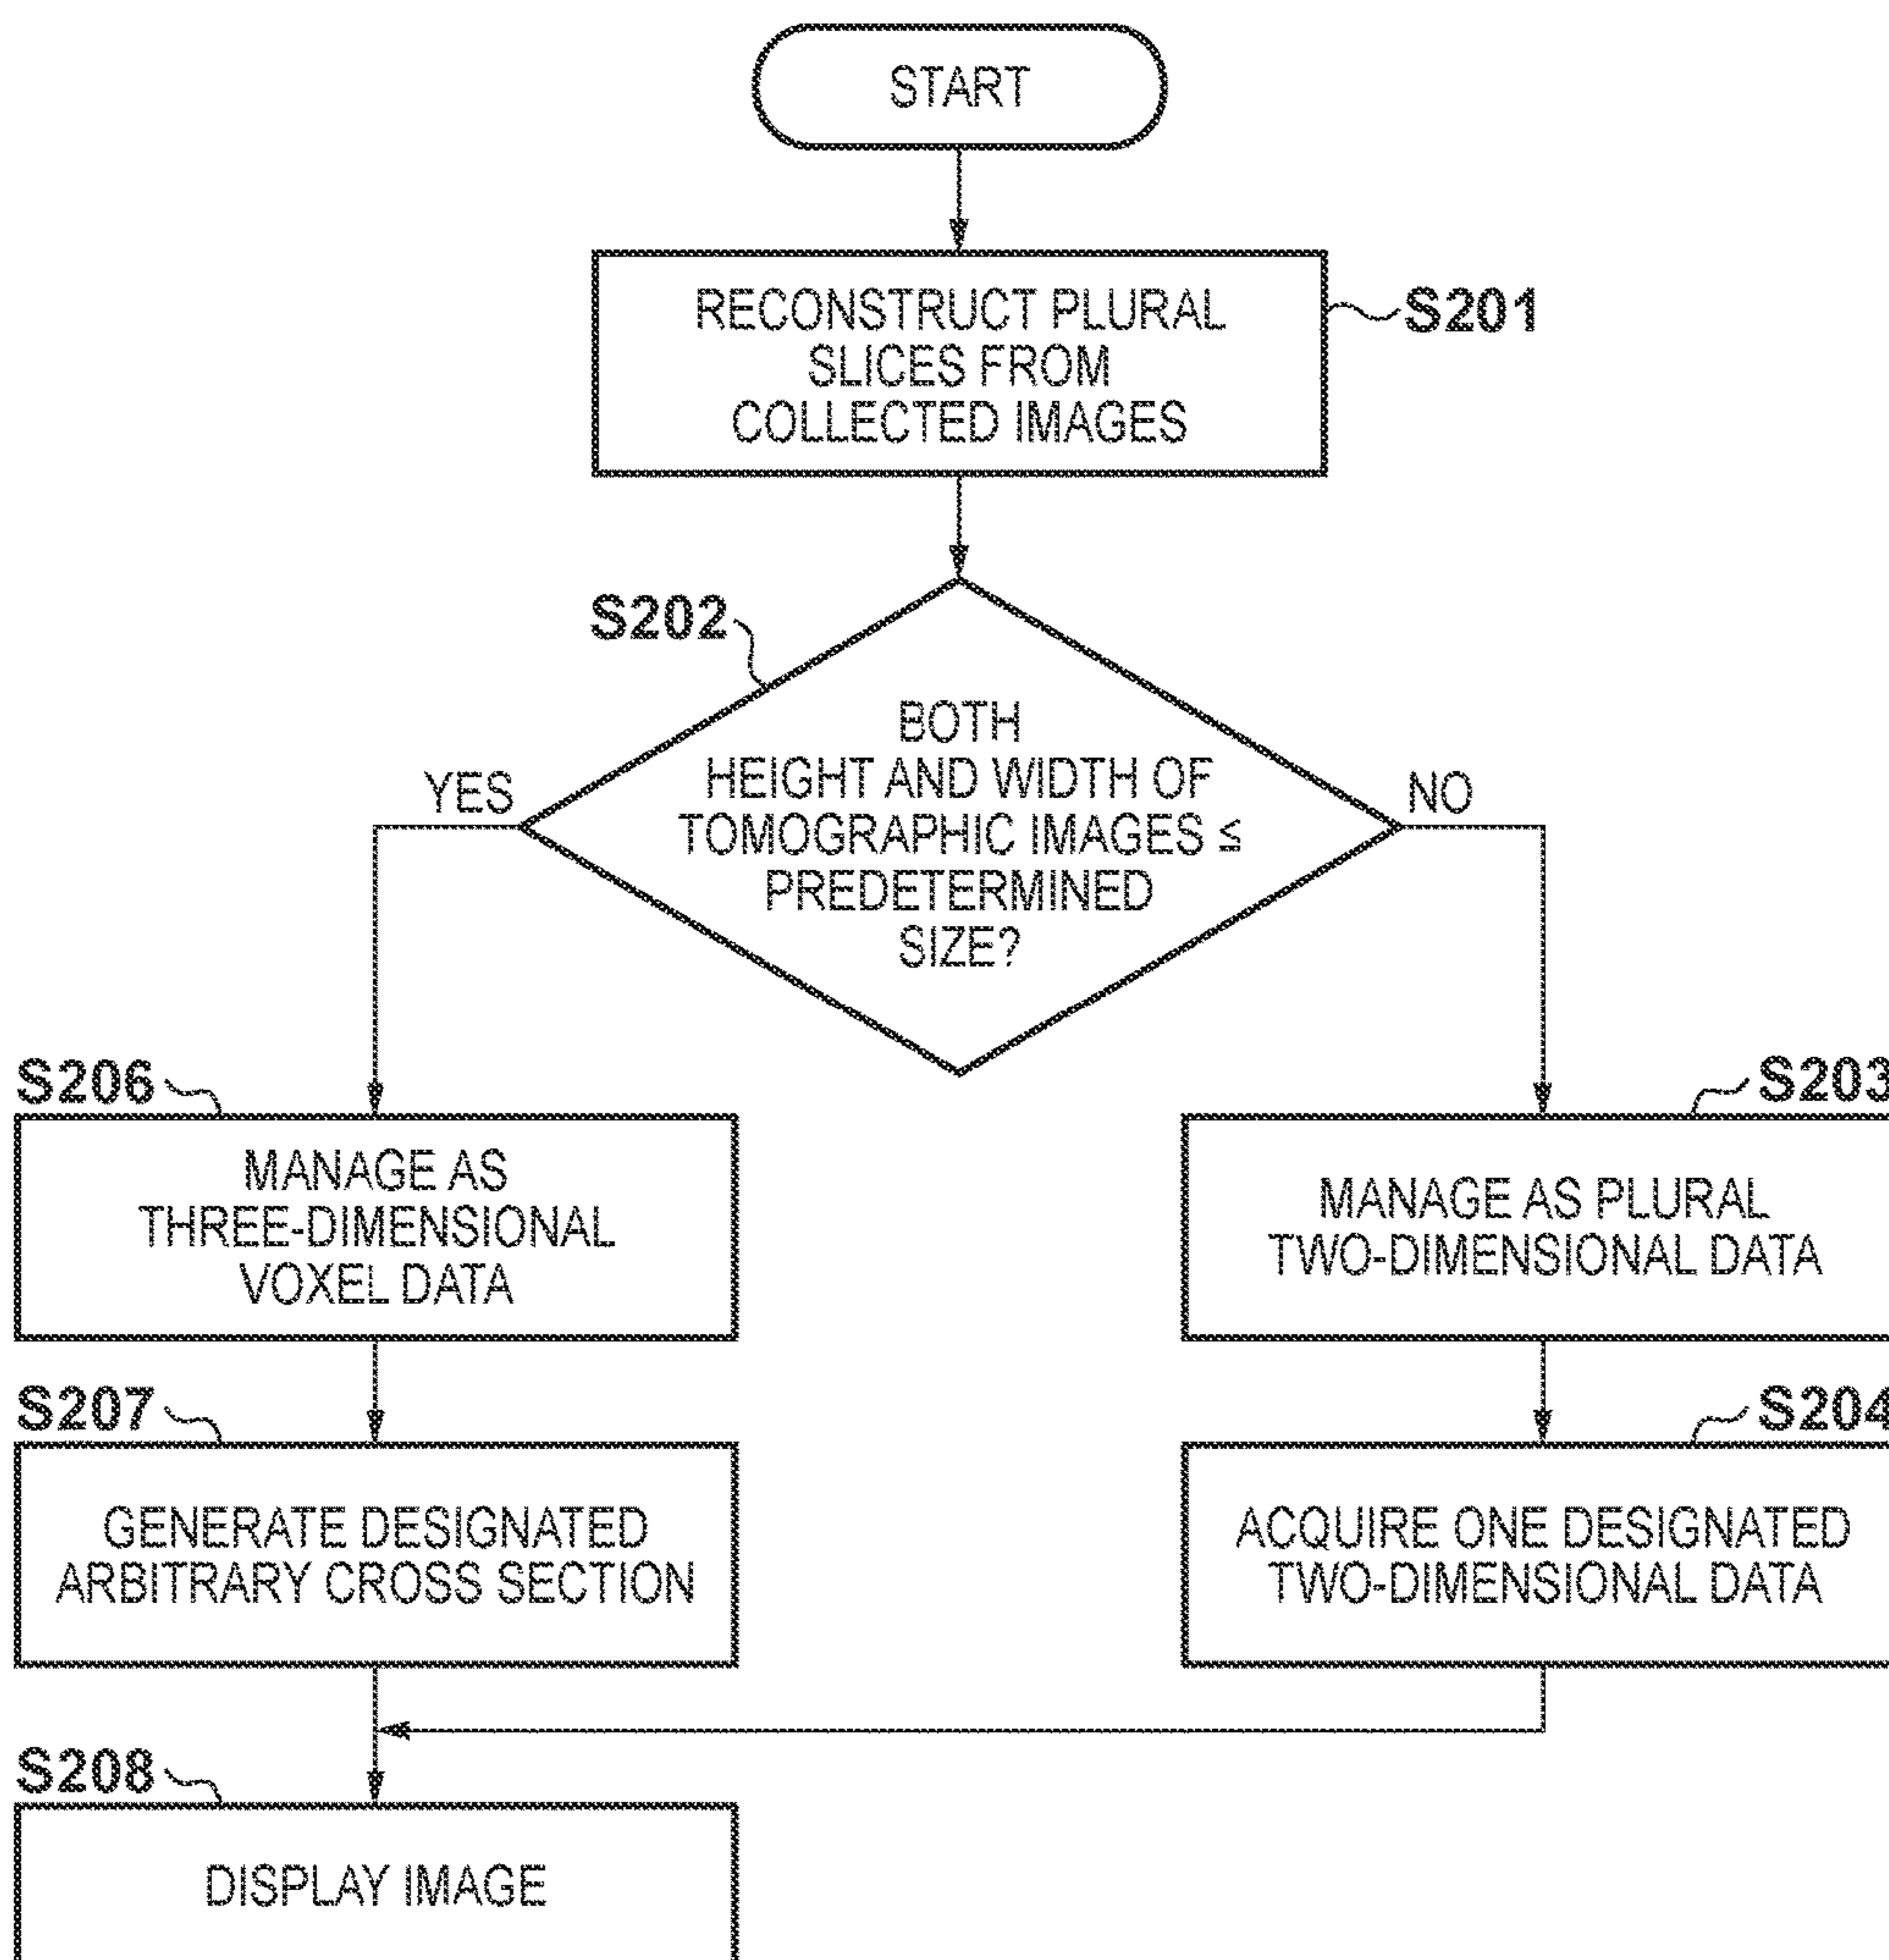 START
RECONSTRUCT PLURAL
SLICES FROM
COLLECTED IMAGES
S201
S202
BOTH
HEIGHT AND WIDTH OF
TOMOGRAPHIC IMAGES ≦
PREDETERMINED
SIZE?
YES
NO
S206
MANAGE AS
THREE-DIMENSIONAL
VOXEL DATA
S203
MANAGE AS PLURAL
TWO-DIMENSIONAL DATA
S207
GENERATE DESIGNATED
ARBITRARY CROSS SECTION
S204
ACQUIRE ONE DESIGNATED
TWO-DIMENSIONAL DATA
S208
DISPLAY IMAGE